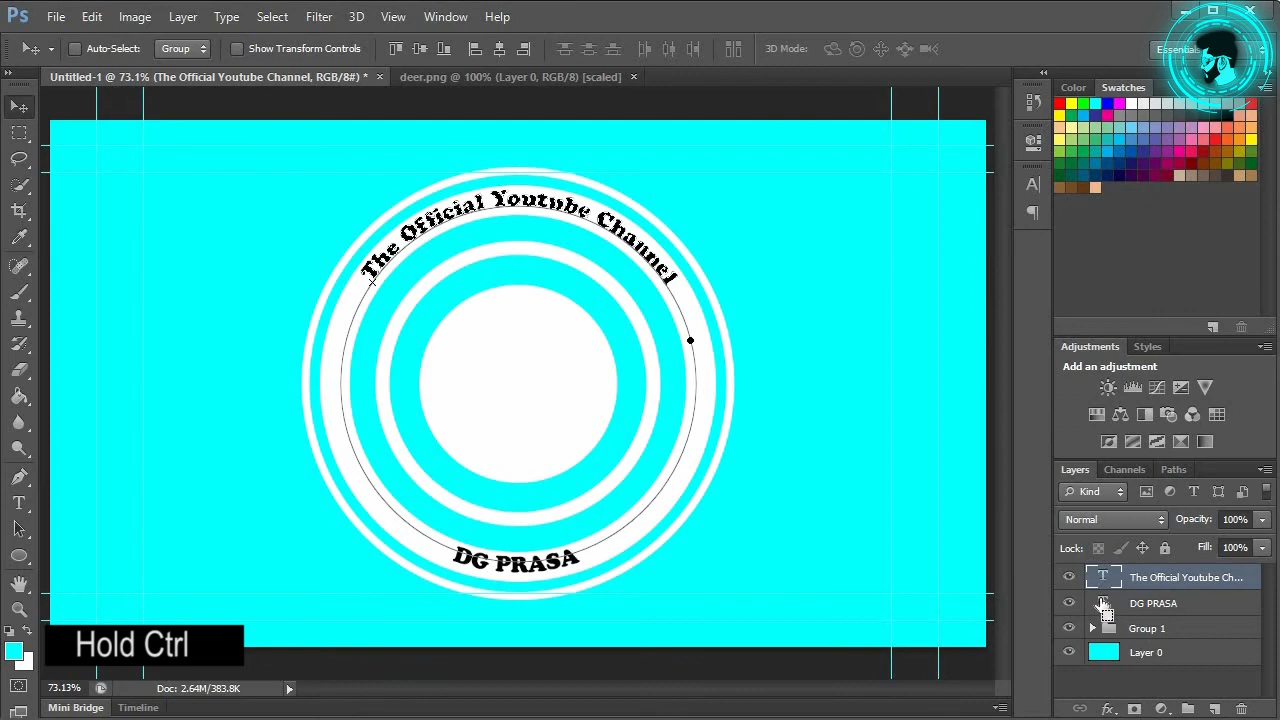 Ps File Edit Image Layer Type Select Filter 3D View Window Help
Auto-Select: Group Show Transform Controls 3D Mode: Essentials
Untitled-1 @ 73.1% (The Official Youtube Channel, RGB/8#) * × deer.png @ 100% (Layer 0, RGB/8) [scaled] ×
Color Swatches
The Official Youtube Channel
DG PRASA
Adjustments Styles
Add an adjustment
Layers Channels Paths
Kind
Normal Opacity: 100%
Lock: Fill: 100%
The Official Youtube Ch...
DG PRASA
Group 1
Layer 0
Hold Ctrl
73.13% Doc: 2.64M/383.8K
Mini Bridge Timeline